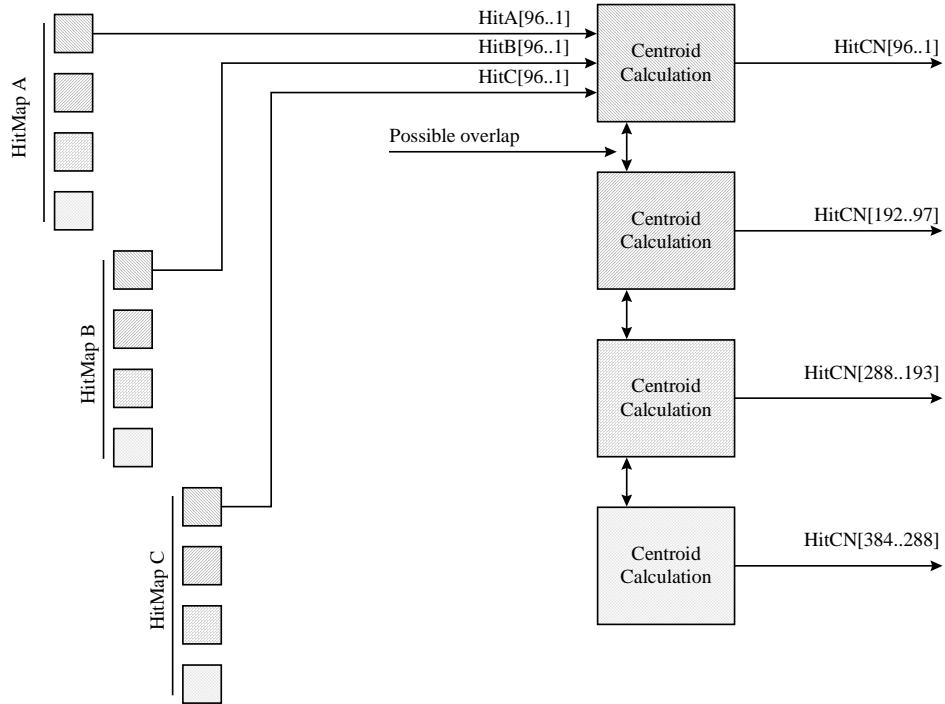 HitA[96..1]
HitB[96..1]
HitC[96..1]
HitMap A
HitMap B
HitMap C
Possible overlap
Centroid
Calculation
HitCN[96..1]
Centroid
Calculation
HitCN[192..97]
Centroid
Calculation
HitCN[288..193]
Centroid
Calculation
HitCN[384..288]